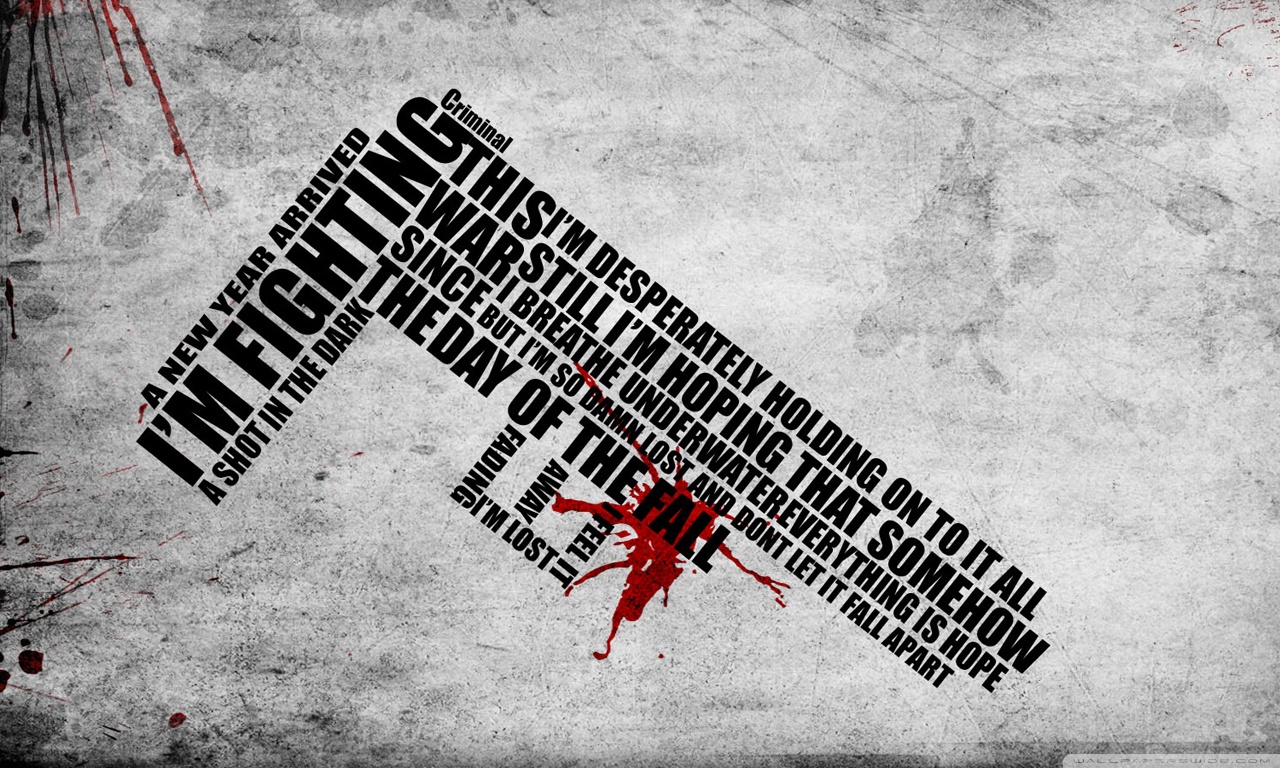 Criminal
A NEW YEAR ARRIVED
I'M FIGHTING
A SHOT IN THE DARK
THIS
WAR
SINCE
THE DAY OF THE FALL
I'M DESPERATELY HOLDING ON TO IT ALL
STILL I'M HOPING THAT SOMEHOW
I BREATHE UNDERWATER EVERYTHING IS HOPE
BUT I'M SO DAMN LOST AND DONT LET IT FALL APART
FADING
AWAY
I'M LOST
I FEEL IT
WALLPAPERSWIDE.COM